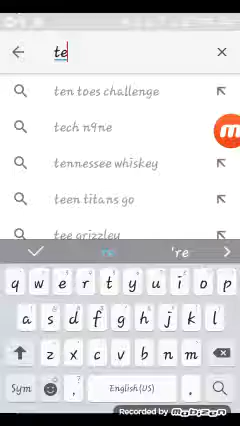 te
ten toes challenge
tech n9ne
tennessee whiskey
teen titans go
tee grizzley
're
q w e r t y u i o p
a s d f g h j k l
z x c v b n m
Sym , English (US) .
Recorded by Mobizen